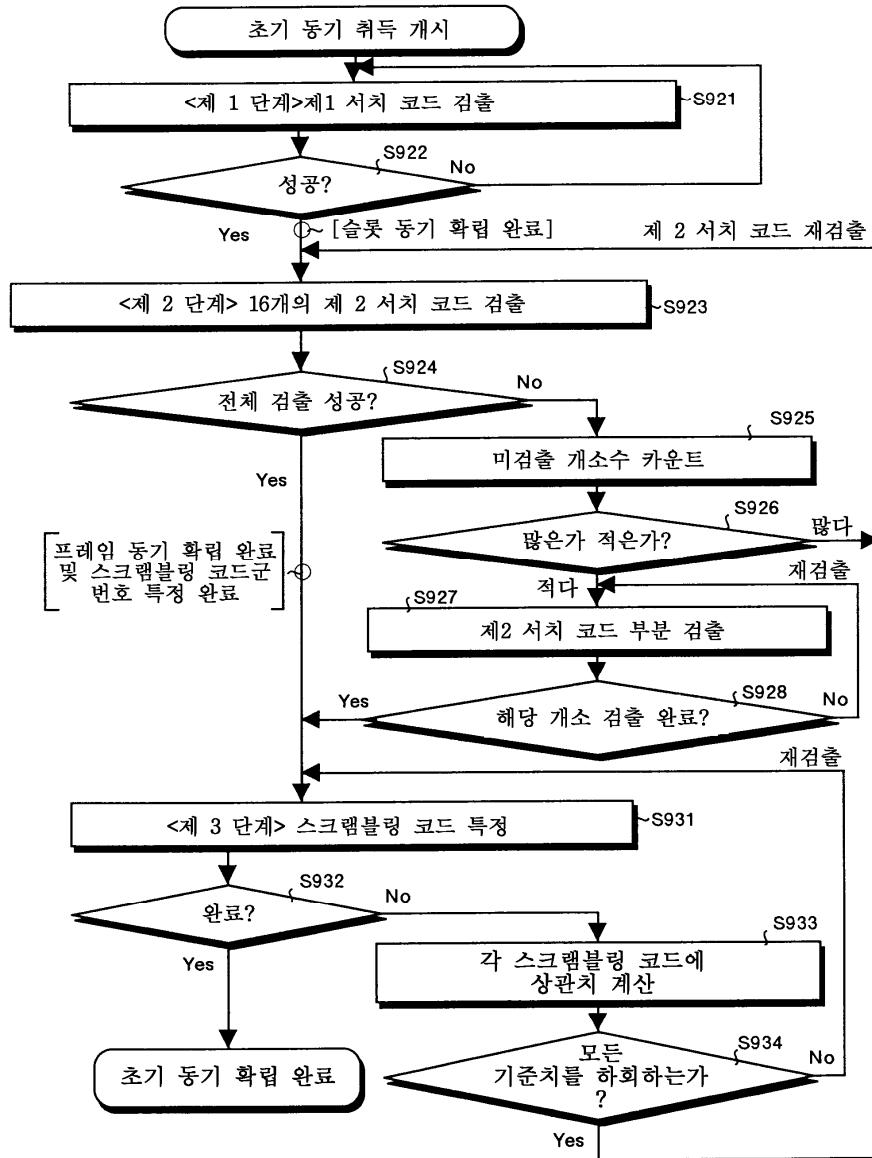 초기 동기 취득 개시
<제 1 단계>제1 서치 코드 검출
S921
S922
성공?
No
Yes
[슬롯 동기 확립 완료]
제 2 서치 코드 재검출
<제 2 단계> 16개의 제 2 서치 코드 검출
S923
S924
전체 검출 성공?
No
Yes
S925
미검출 개소수 카운트
S926
많은가 적은가?
많다
적다
재검출
프레임 동기 확립 완료
및 스크램블링 코드군
번호 특정 완료
S927
제2 서치 코드 부분 검출
S928
해당 개소 검출 완료?
Yes
No
재검출
<제 3 단계> 스크램블링 코드 특정
S931
S932
완료?
No
Yes
S933
각 스크램블링 코드에
상관치 계산
S934
모든
기준치를 하회하는가
?
No
Yes
초기 동기 확립 완료